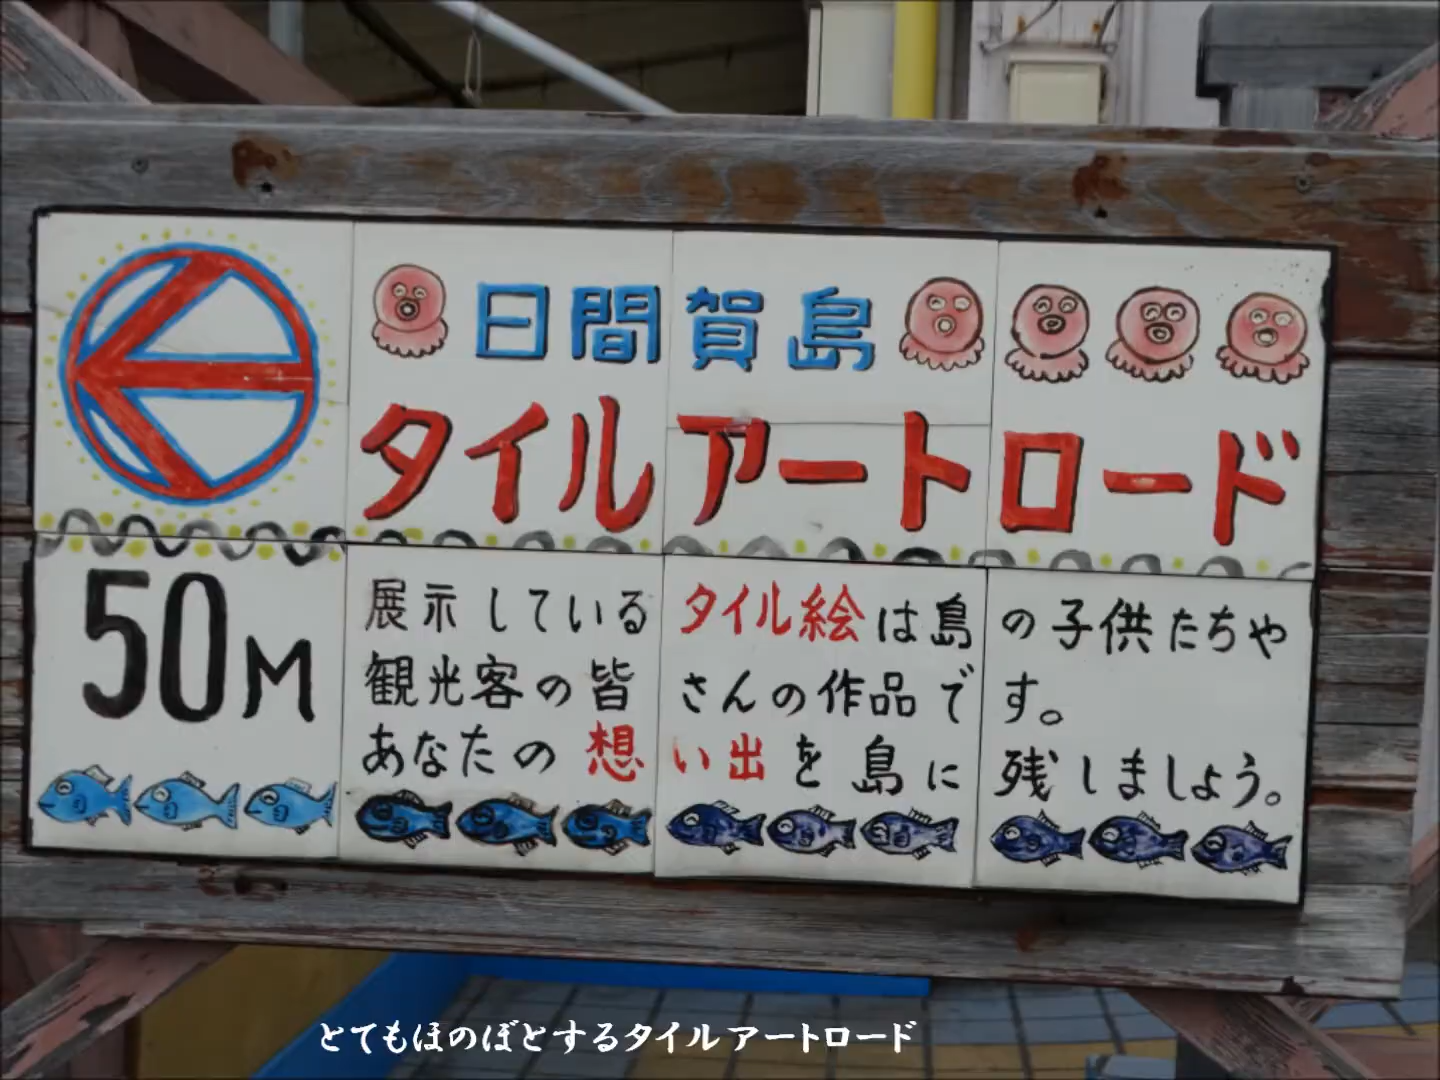 日間賀島
タイルアートロード
50M
展示しているタイル絵は島の子供たちや
観光客の皆さんの作品です。
あなたの想い出を島に残しましょう。
とてもほのぼとするタイルアートロード